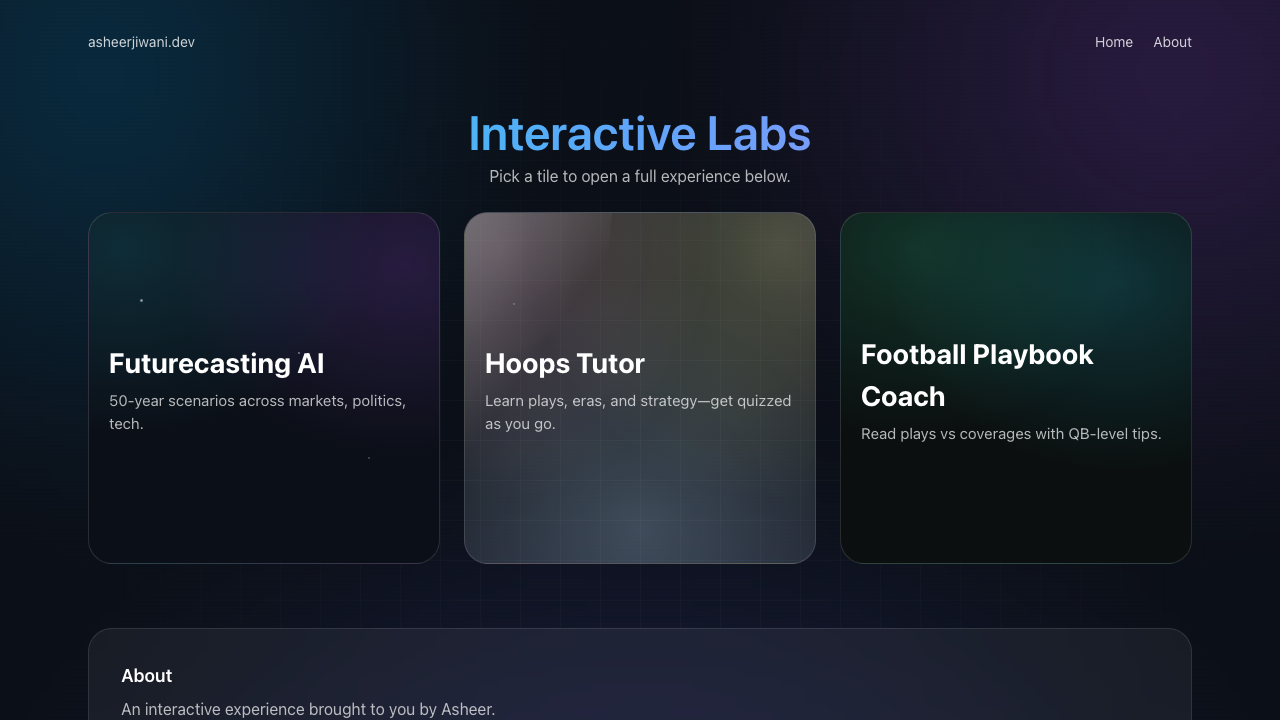 asheerjiwani.dev
Home
About
Interactive Labs
Pick a tile to open a full experience below.
Futurecasting AI
50-year scenarios across markets, politics,
tech.
Hoops Tutor
Learn plays, eras, and strategy—get quizzed
as you go.
Football Playbook
Coach
Read plays vs coverages with QB-level tips.
About
An interactive experience brought to you by Asheer.